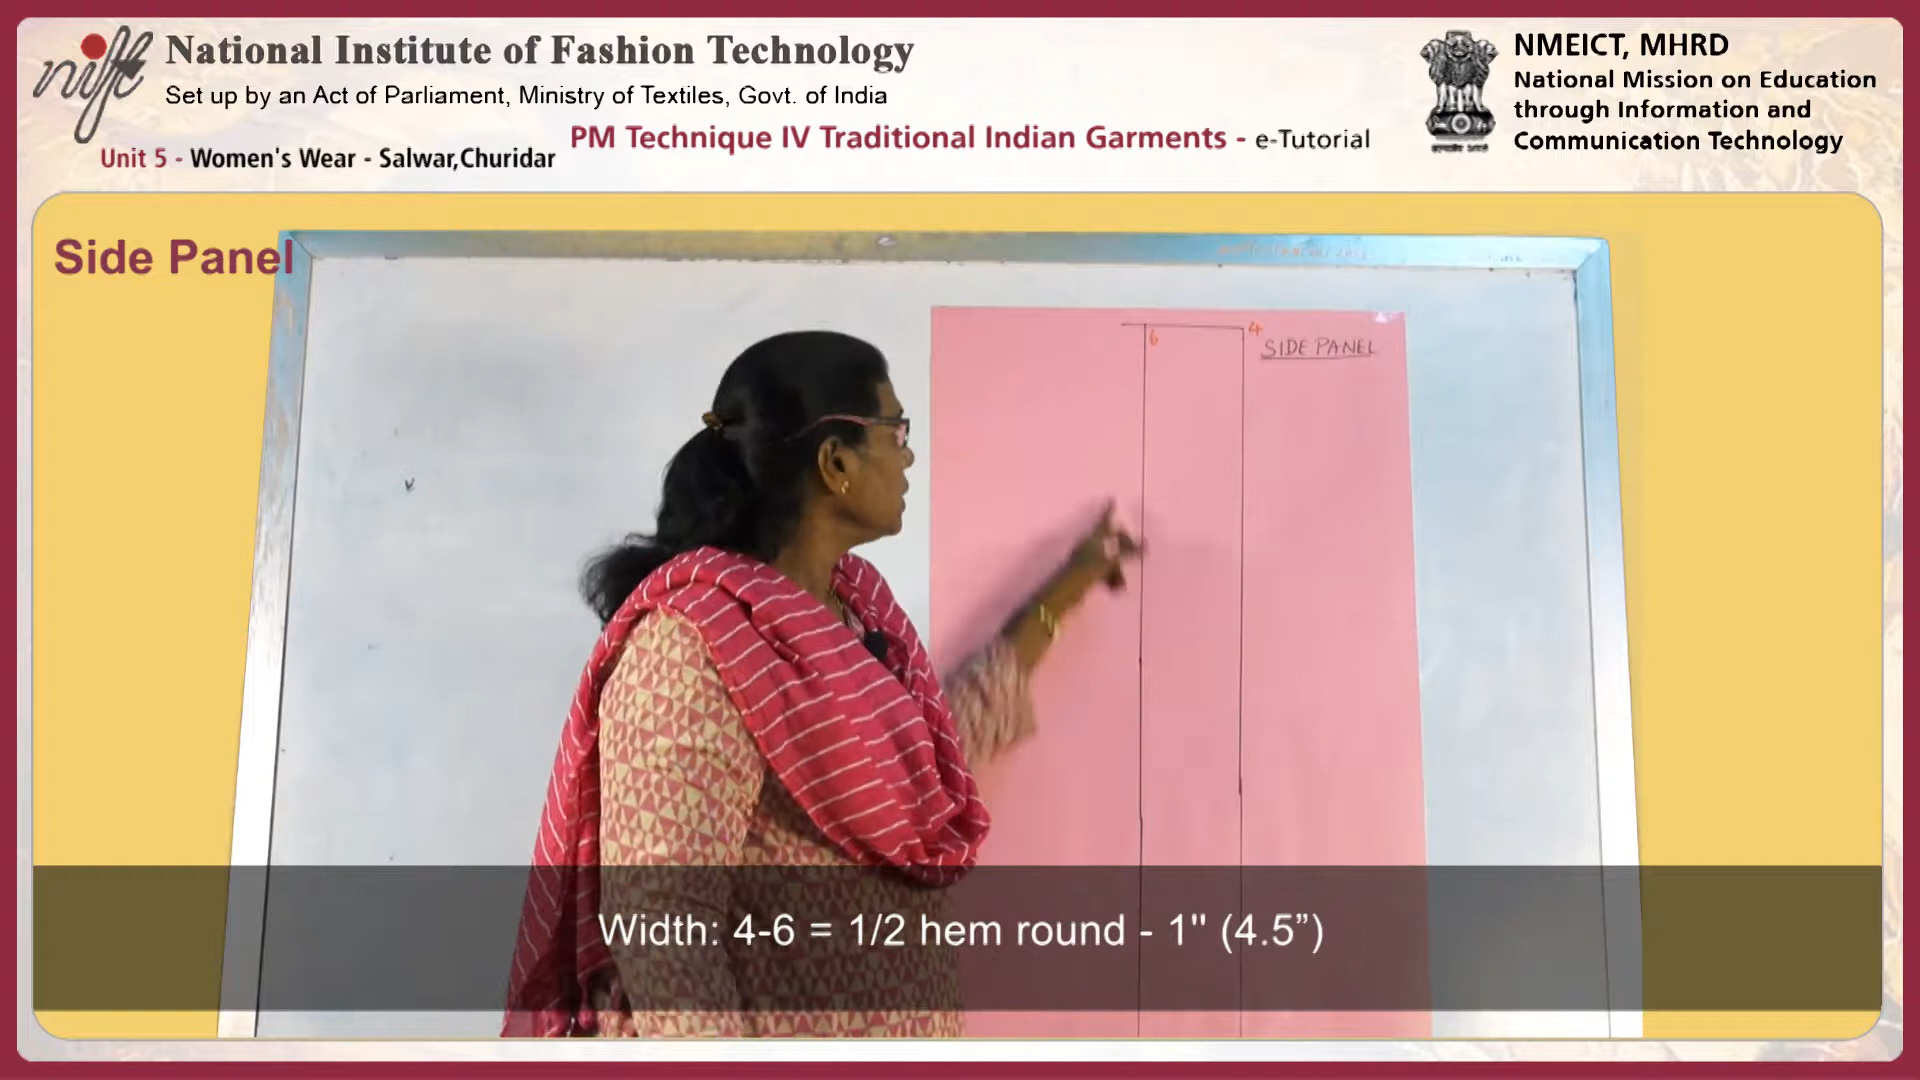 nift
National Institute of Fashion Technology
Set up by an Act of Parliament, Ministry of Textiles, Govt. of India
PM Technique IV Traditional Indian Garments - e-Tutorial
Unit 5 - Women's Wear - Salwar,Churidar
NMEICT, MHRD
National Mission on Education
through Information and
Communication Technology
Side Panel
6
4
SIDE PANEL
Width: 4-6 = 1/2 hem round - 1" (4.5”)